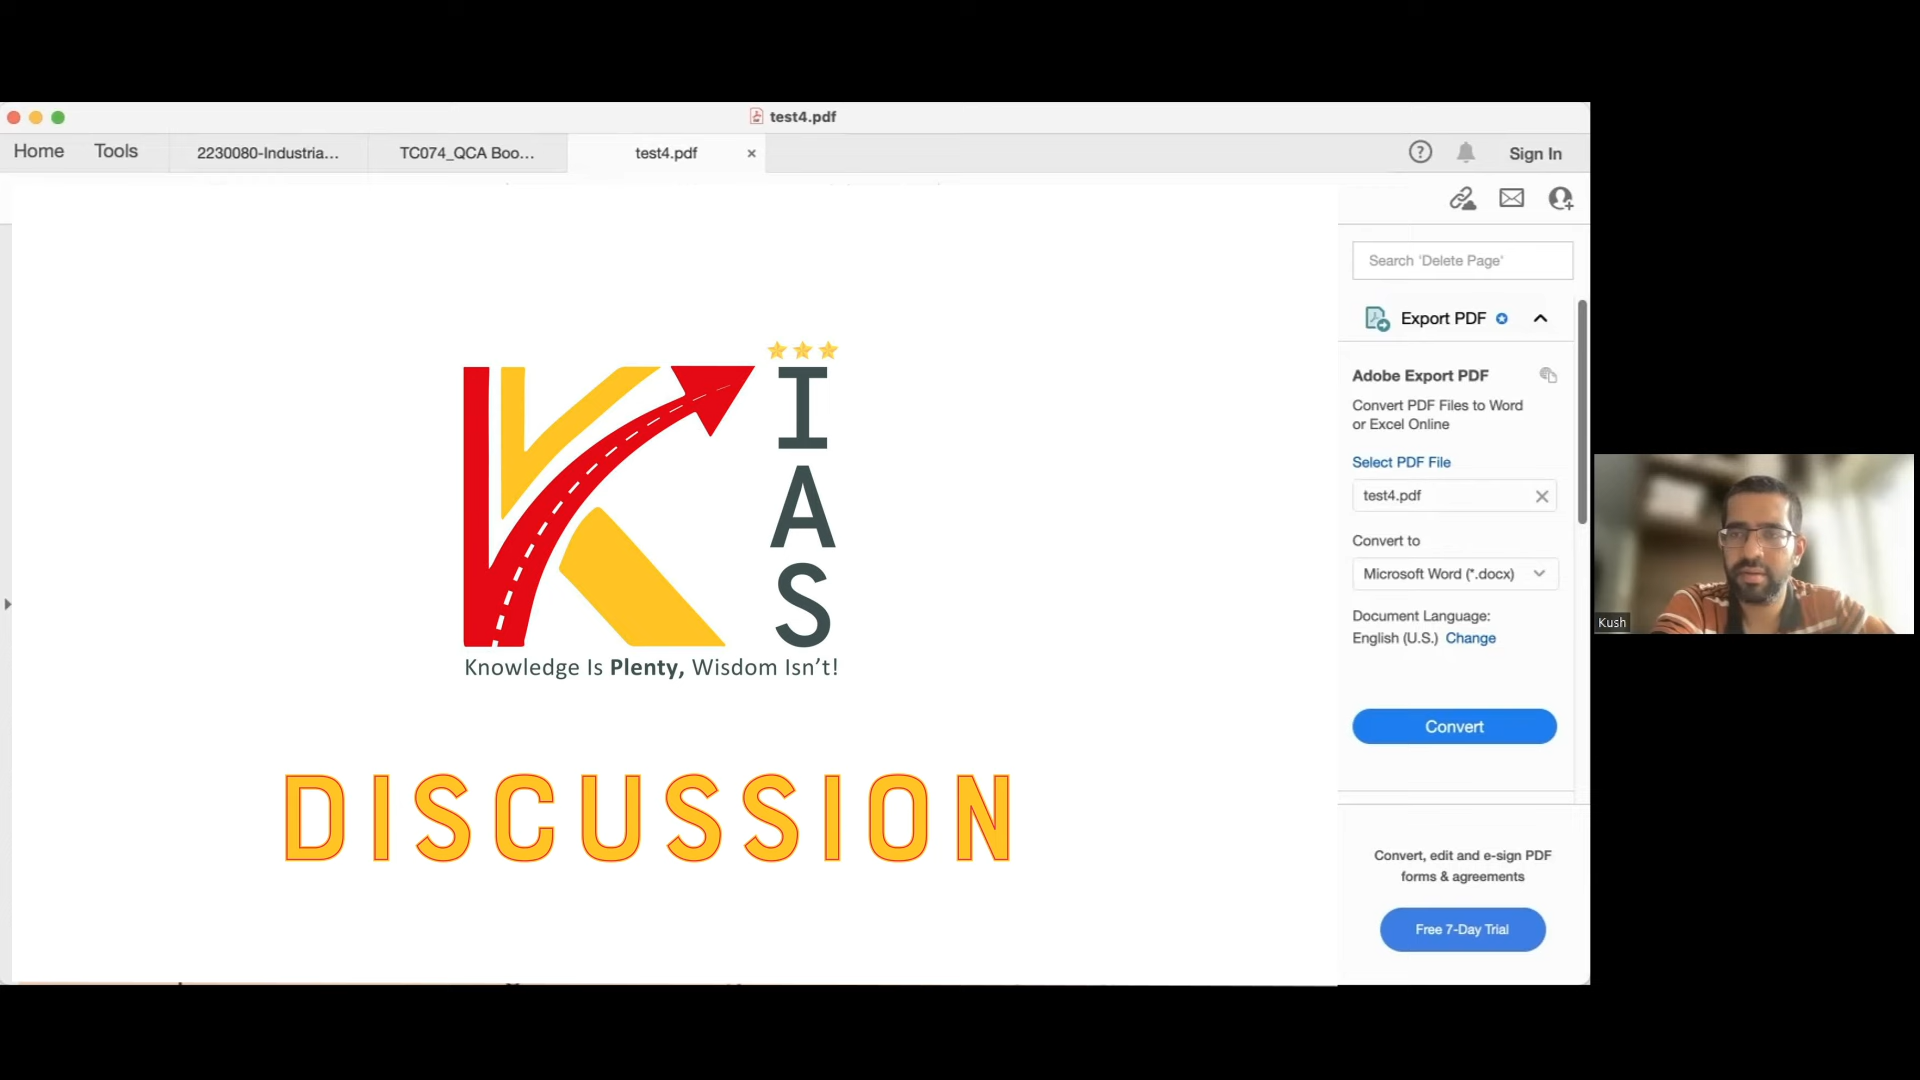 test4.pdf
Home
Tools
2230080-Industria...
TC074_QCA Boo...
test4.pdf
Sign In
Search 'Delete Page'
Export PDF
Adobe Export PDF
Convert PDF Files to Word
or Excel Online
Select PDF File
test4.pdf
Convert to
Microsoft Word (*.docx)
Document Language:
English (U.S.) Change
Convert
Convert, edit and e-sign PDF
forms & agreements
Free 7-Day Trial
K
I
A
S
Knowledge Is Plenty, Wisdom Isn't!
DISCUSSION
Kush